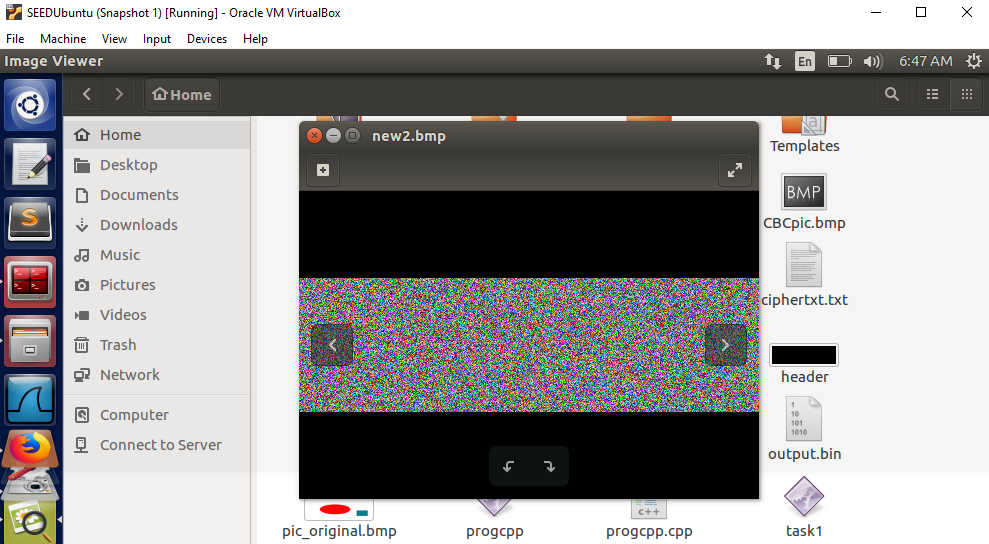 SEEDUbuntu (Snapshot 1) [Running] - Oracle VM VirtualBox
File Machine View Input Devices Help
Image Viewer En 6:47 AM
Home
Home
Desktop
Documents
Downloads
Music
Pictures
Videos
Trash
Network
Computer
Connect to Server
new2.bmp
Templates
BMP
CBCpic.bmp
ciphertxt.txt
header
1
10
101
1010
output.bin
c++
pic_original.bmp progcpp progcpp.cpp task1